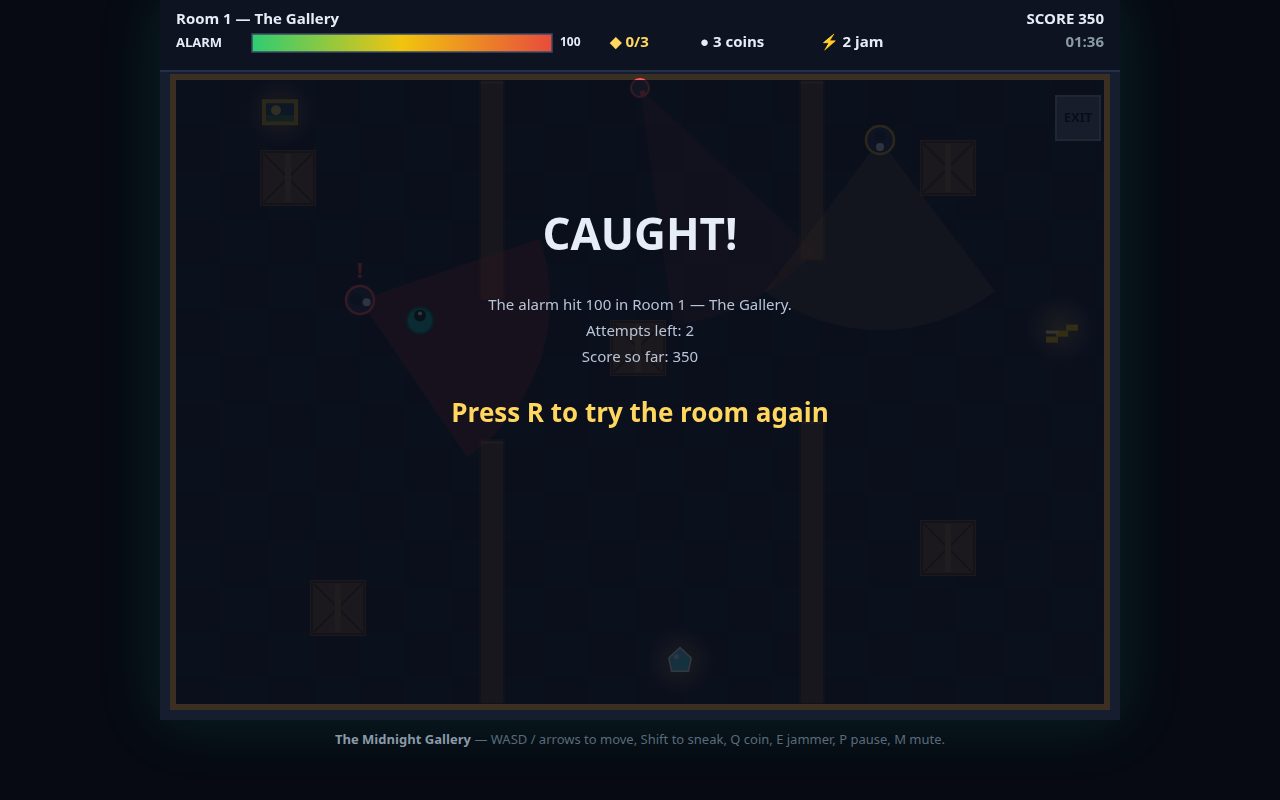 Room 1 — The Gallery
SCORE 350
ALARM
100
◆ 0/3
● 3 coins
⚡ 2 jam
01:36
EXIT
!
CAUGHT!
The alarm hit 100 in Room 1 — The Gallery.
Attempts left: 2
Score so far: 350
Press R to try the room again
The Midnight Gallery — WASD / arrows to move, Shift to sneak, Q coin, E jammer, P pause, M mute.